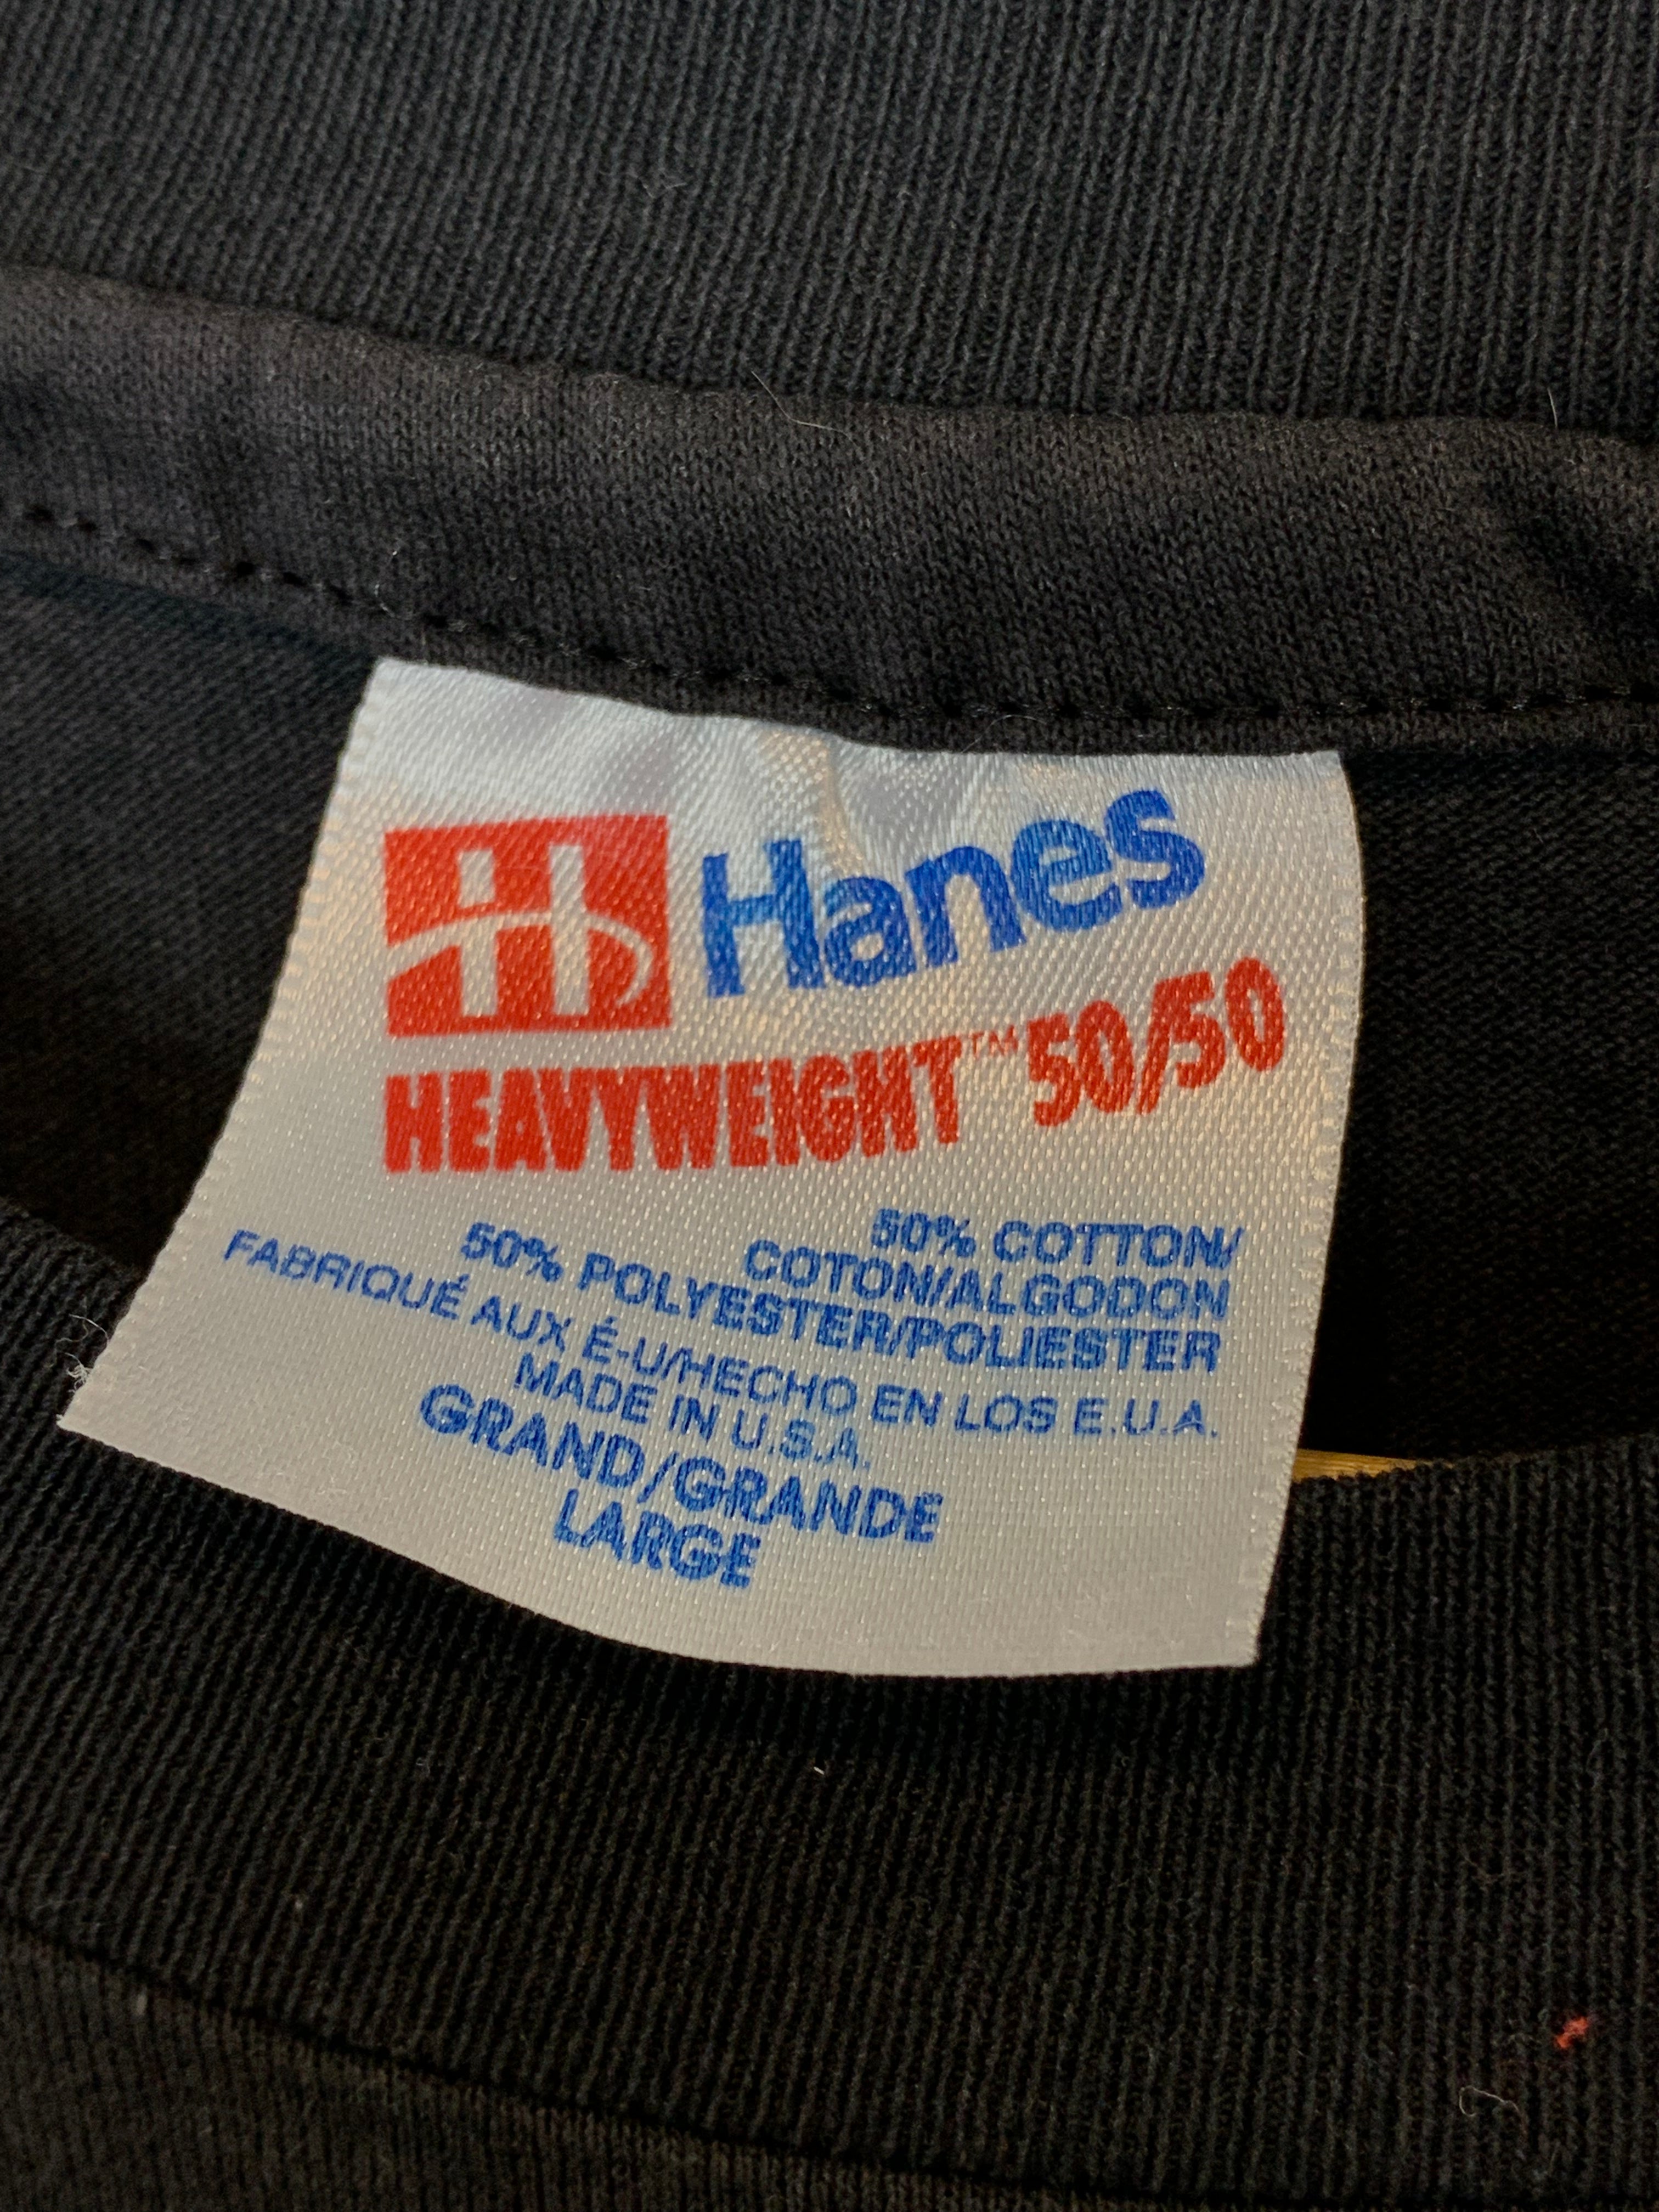 H Hanes
HEAVYWEIGHT™ 50/50
50% COTTON/
COTON/ALGODON
50% POLYESTER/POLIESTER
FABRIQUÉ AUX É-U/HECHO EN LOS E.U.A.
MADE IN U.S.A.
GRAND/GRANDE
LARGE